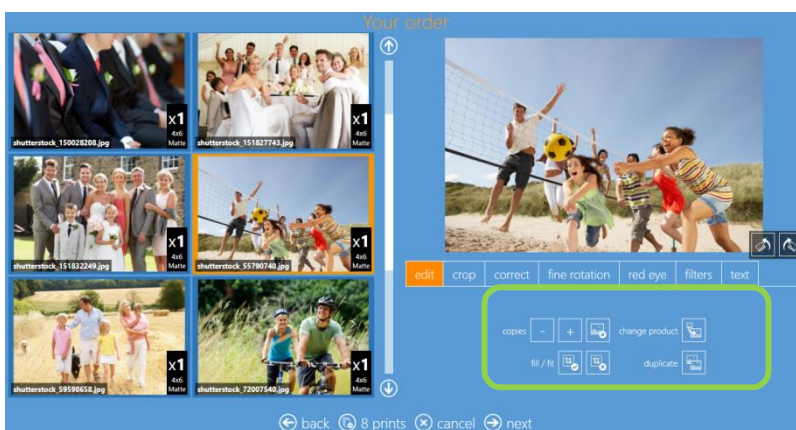 Your order
x1
4x6
Matte
shutterstock_150028208.jpg
x1
4x6
Matte
shutterstock_151827743.jpg
x1
4x6
Matte
shutterstock_151832249.jpg
x1
4x6
Matte
shutterstock_55790740.jpg
x1
4x6
Matte
shutterstock_59598658.jpg
x1
4x6
Matte
shutterstock_72007540.jpg
edit crop correct fine rotation red eye filters text
copies - + change product
fill / fit duplicate
back 8 prints cancel next